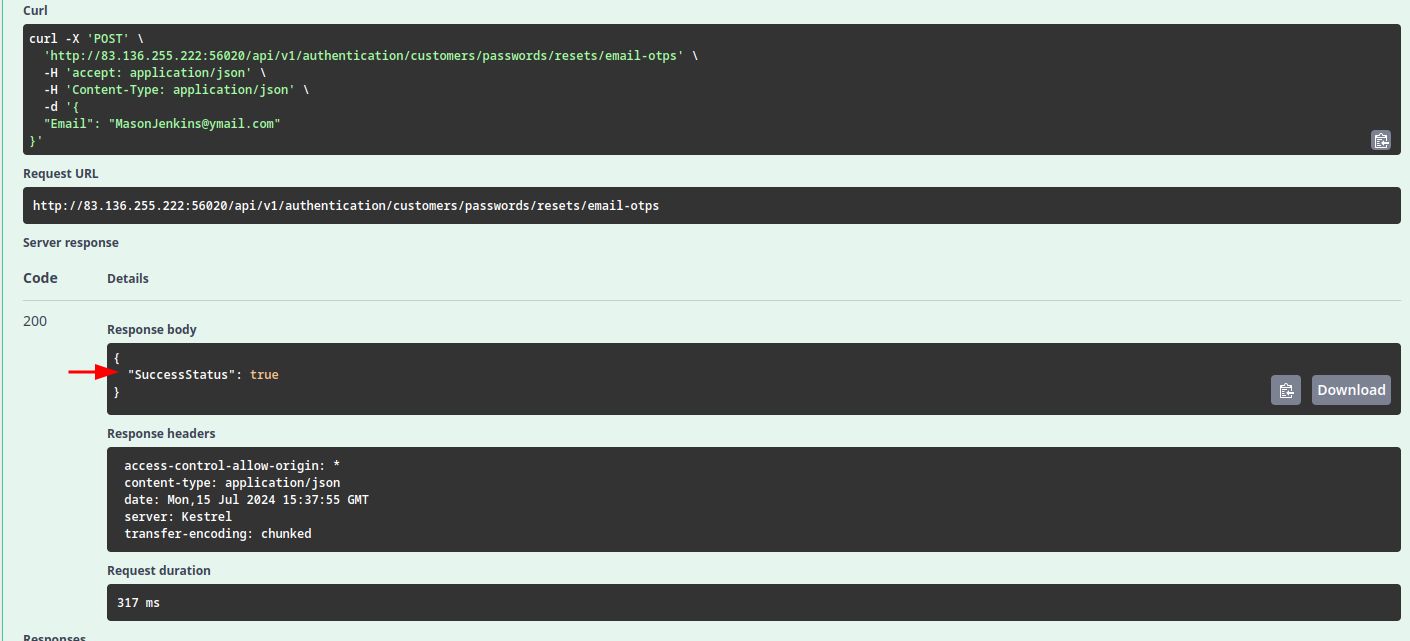 Curl
curl -X 'POST' \
'http://83.136.255.222:56020/api/v1/authentication/customers/passwords/resets/email-otps' \
-H 'accept: application/json' \
-H 'Content-Type: application/json' \
-d '{
"Email": "MasonJenkins@ymail.com"
}'
Request URL
http://83.136.255.222:56020/api/v1/authentication/customers/passwords/resets/email-otps
Server response
Code Details
200
Response body
{
"SuccessStatus": true
}
Download
Response headers
access-control-allow-origin: *
content-type: application/json
date: Mon,15 Jul 2024 15:37:55 GMT
server: Kestrel
transfer-encoding: chunked
Request duration
317 ms
Responses